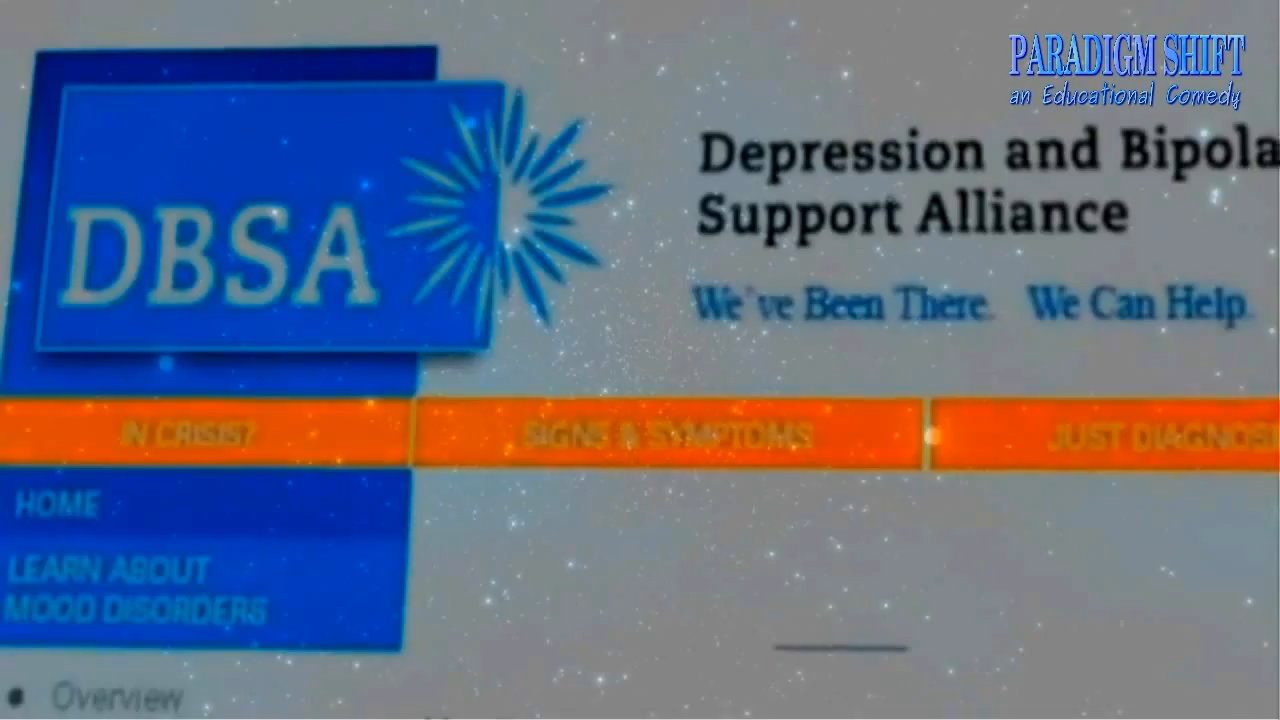 PARADIGM SHIFT
an Educational Comedy
DBSA
Depression and Bipola
Support Alliance
We've Been There. We Can Help.
IN CRISIS?
SIGNS & SYMPTOMS
JUST DIAGNOS
HOME
LEARN ABOUT
MOOD DISORDERS
Overview